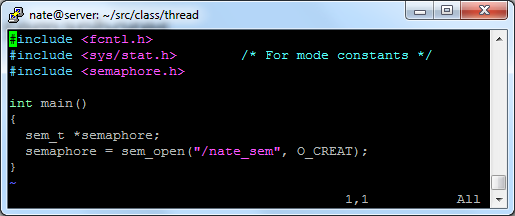 nate@server: ~/src/class/thread
#include <fcntl.h>
#include <sys/stat.h>        /* For mode constants */
#include <semaphore.h>
int main()
{
  sem_t *semaphore;
  semaphore = sem_open("/nate_sem", O_CREAT);
}
~
1,1           All